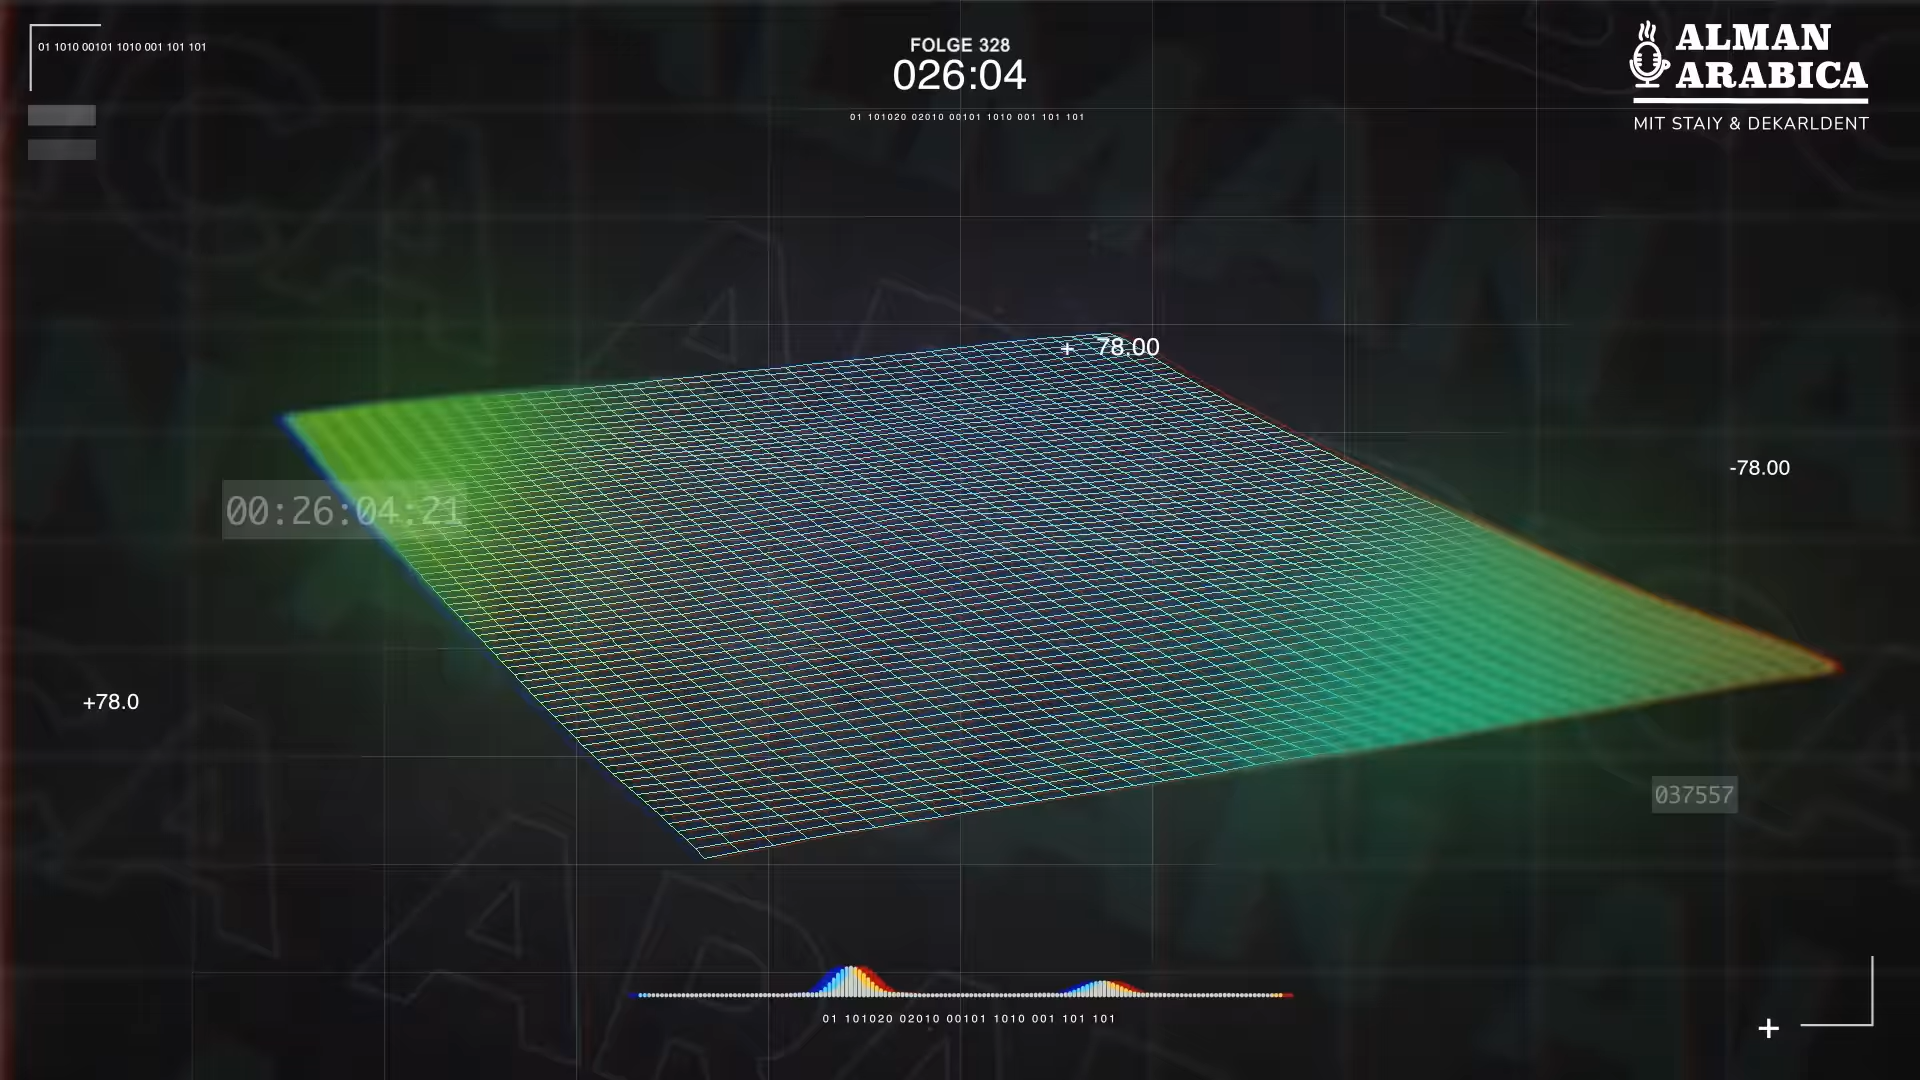 01 1010 00101 1010 001 101 101
FOLGE 328
026:04
01 101020 02010 00101 1010 001 101 101
ALMAN
ARABICA
MIT STAIY & DEKARLDENT
+ 78.00
-78.00
00:26:04:21
+78.0
037557
01 101020 02010 00101 1010 001 101 101
+